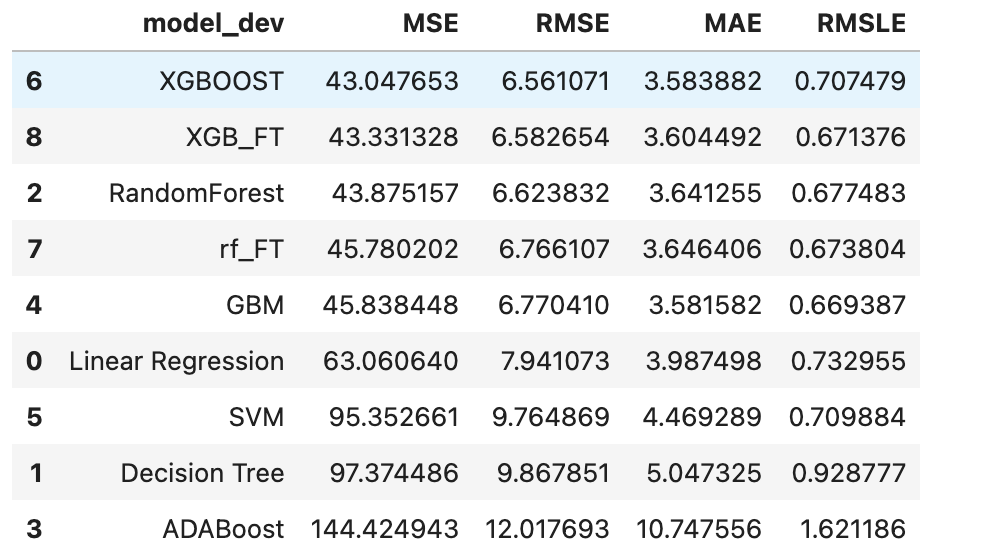 model_dev MSE RMSE MAE RMSLE
6 XGBOOST 43.047653 6.561071 3.583882 0.707479
8 XGB_FT 43.331328 6.582654 3.604492 0.671376
2 RandomForest 43.875157 6.623832 3.641255 0.677483
7 rf_FT 45.780202 6.766107 3.646406 0.673804
4 GBM 45.838448 6.770410 3.581582 0.669387
0 Linear Regression 63.060640 7.941073 3.987498 0.732955
5 SVM 95.352661 9.764869 4.469289 0.709884
1 Decision Tree 97.374486 9.867851 5.047325 0.928777
3 ADABoost 144.424943 12.017693 10.747556 1.621186